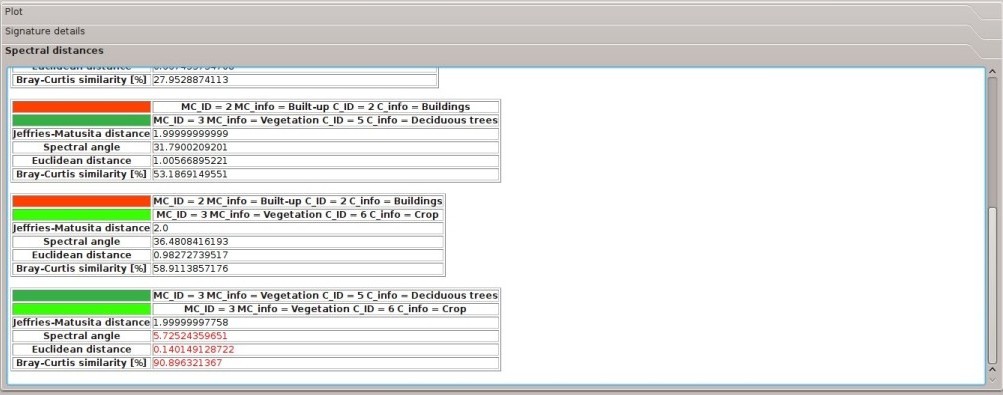 Plot
Signature details
Spectral distances
Bray-Curtis similarity [%] 27.9528874113
MC_ID = 2 MC_info = Built-up C_ID = 2 C_info = Buildings
MC_ID = 3 MC_info = Vegetation C_ID = 5 C_info = Deciduous trees
Jeffries-Matusita distance 1.99999999999
Spectral angle 31.7900209201
Euclidean distance 1.00566895221
Bray-Curtis similarity [%] 53.1869149551
MC_ID = 2 MC_info = Built-up C_ID = 2 C_info = Buildings
MC_ID = 3 MC_info = Vegetation C_ID = 6 C_info = Crop
Jeffries-Matusita distance 2.0
Spectral angle 36.4808416193
Euclidean distance 0.98272739517
Bray-Curtis similarity [%] 58.9113857176
MC_ID = 3 MC_info = Vegetation C_ID = 5 C_info = Deciduous trees
MC_ID = 3 MC_info = Vegetation C_ID = 6 C_info = Crop
Jeffries-Matusita distance 1.99999997758
Spectral angle 5.72524359651
Euclidean distance 0.140149128722
Bray-Curtis similarity [%] 90.896321367